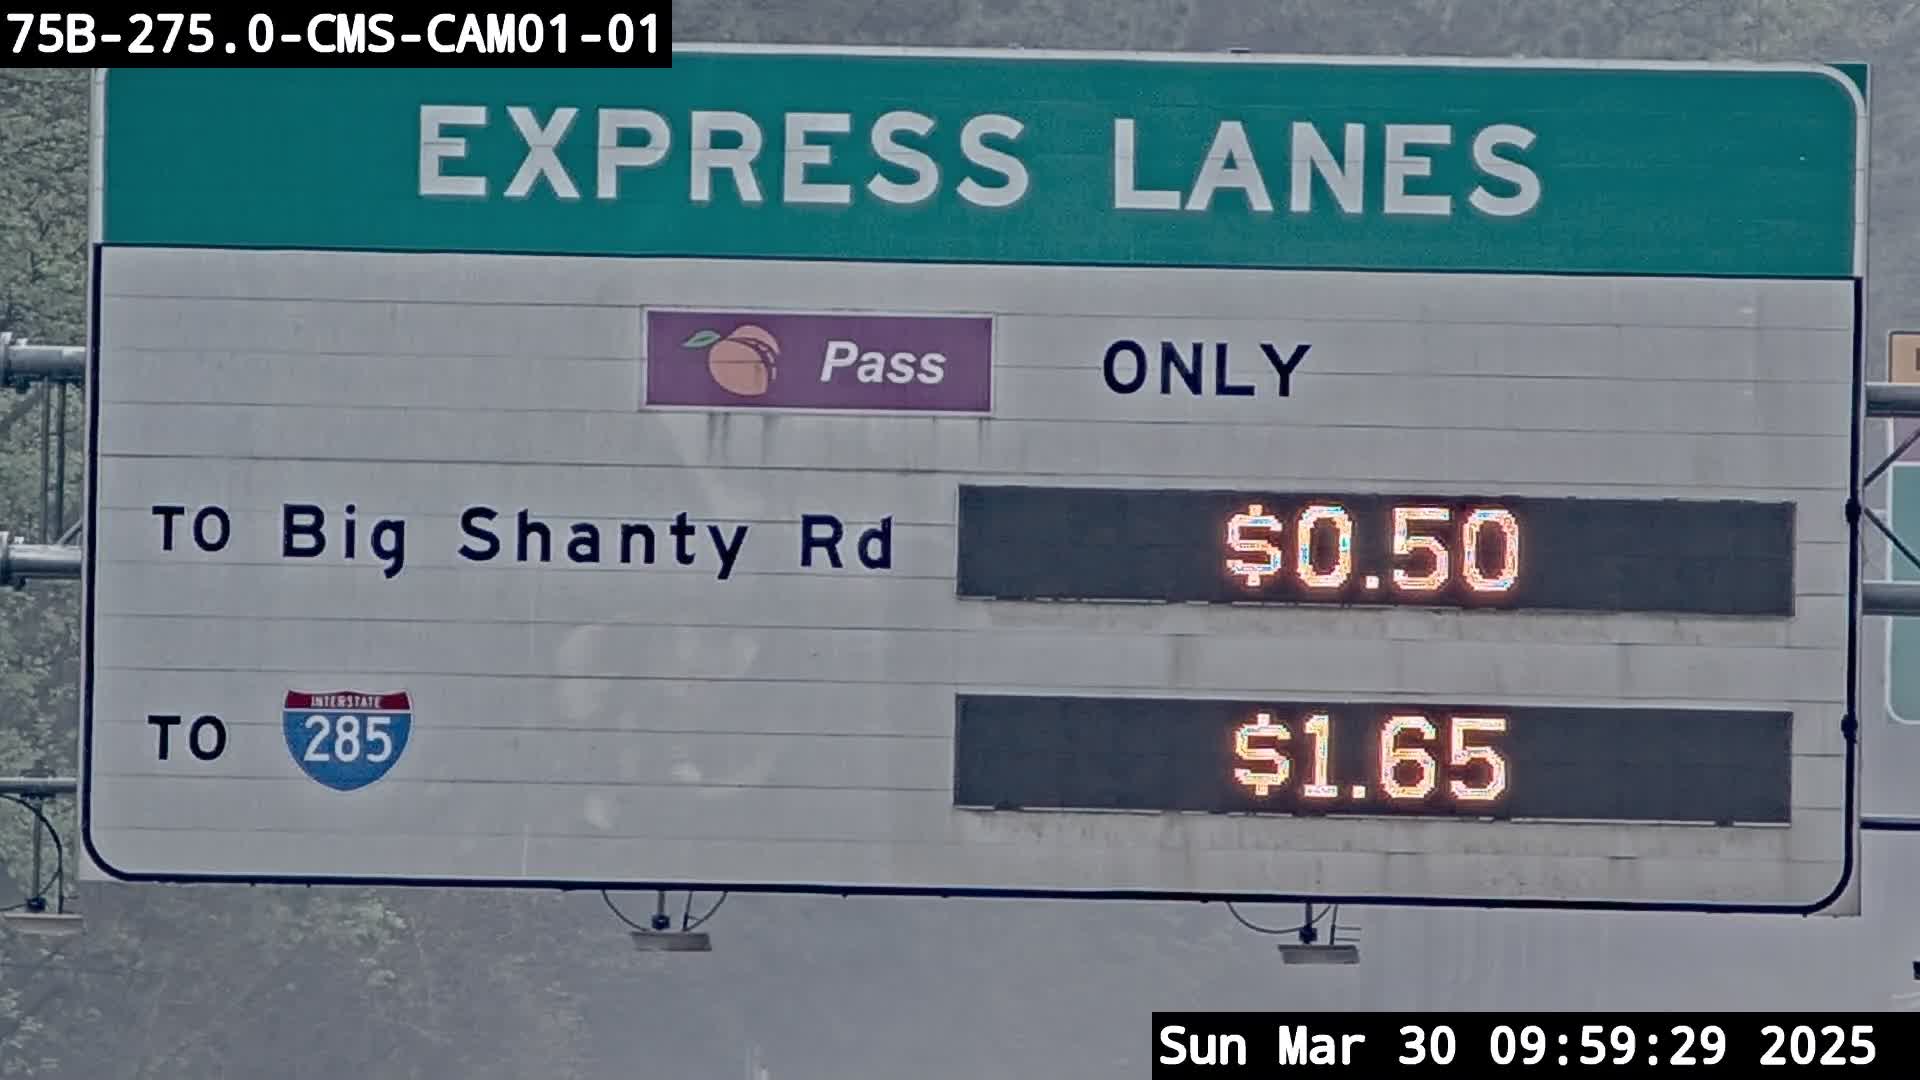 75B-275.0-CMS-CAM01-01
EXPRESS LANES
Pass ONLY
TO Big Shanty Rd $0.50
INTERSTATE
TO 285 $1.65
Sun Mar 30 09:59:29 2025